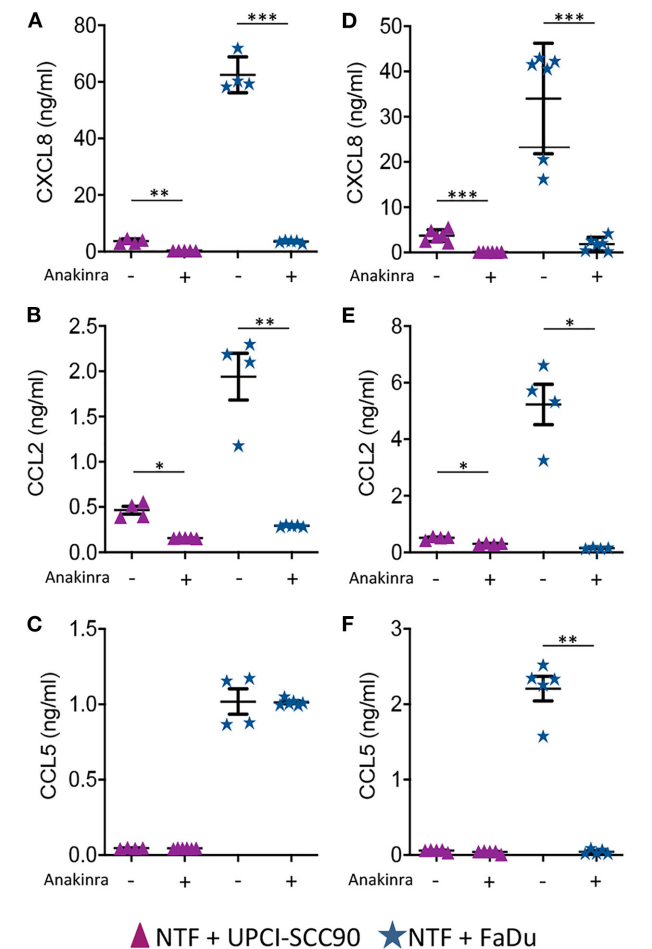 A
CXCL8 (ng/ml)
80
60
40
20
0
**
***
Anakinra - + - +
D
CXCL8 (ng/ml)
50
40
30
20
10
0
***
***
Anakinra - + - +
B
CCL2 (ng/ml)
2.5
2.0
1.5
1.0
0.5
0.0
*
**
Anakinra - + - +
E
CCL2 (ng/ml)
8
6
4
2
0
*
*
Anakinra - + - +
C
CCL5 (ng/ml)
1.5
1.0
0.5
0.0
Anakinra - + - +
F
CCL5 (ng/ml)
3
2
1
0
**
Anakinra - + - +
NTF + UPCI-SCC90 NTF + FaDu